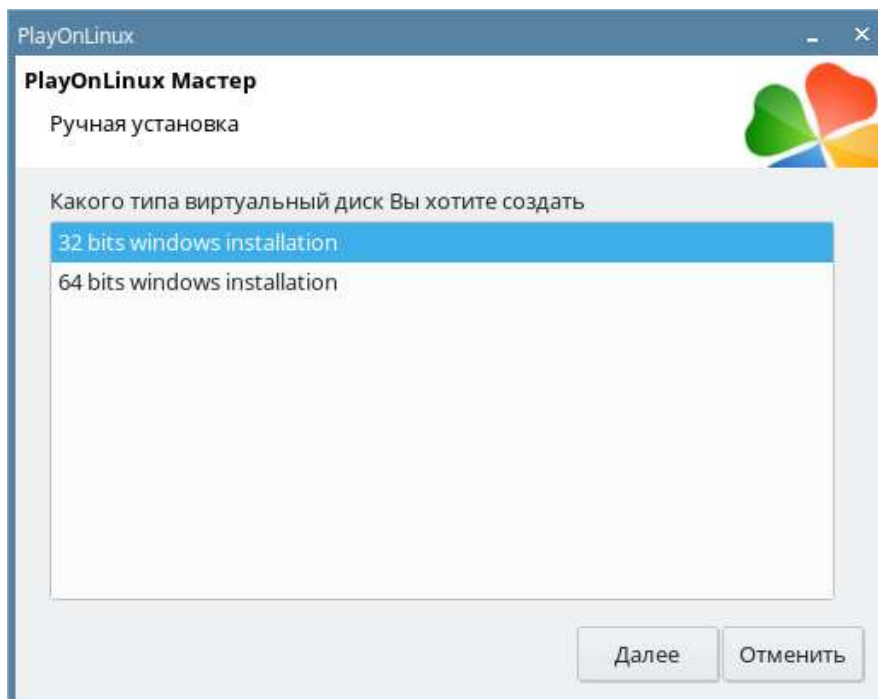 PlayOnLinux
PlayOnLinux Мастер
Ручная установка
Какого типа виртуальный диск Вы хотите создать
32 bits windows installation
64 bits windows installation
Далее
Отменить